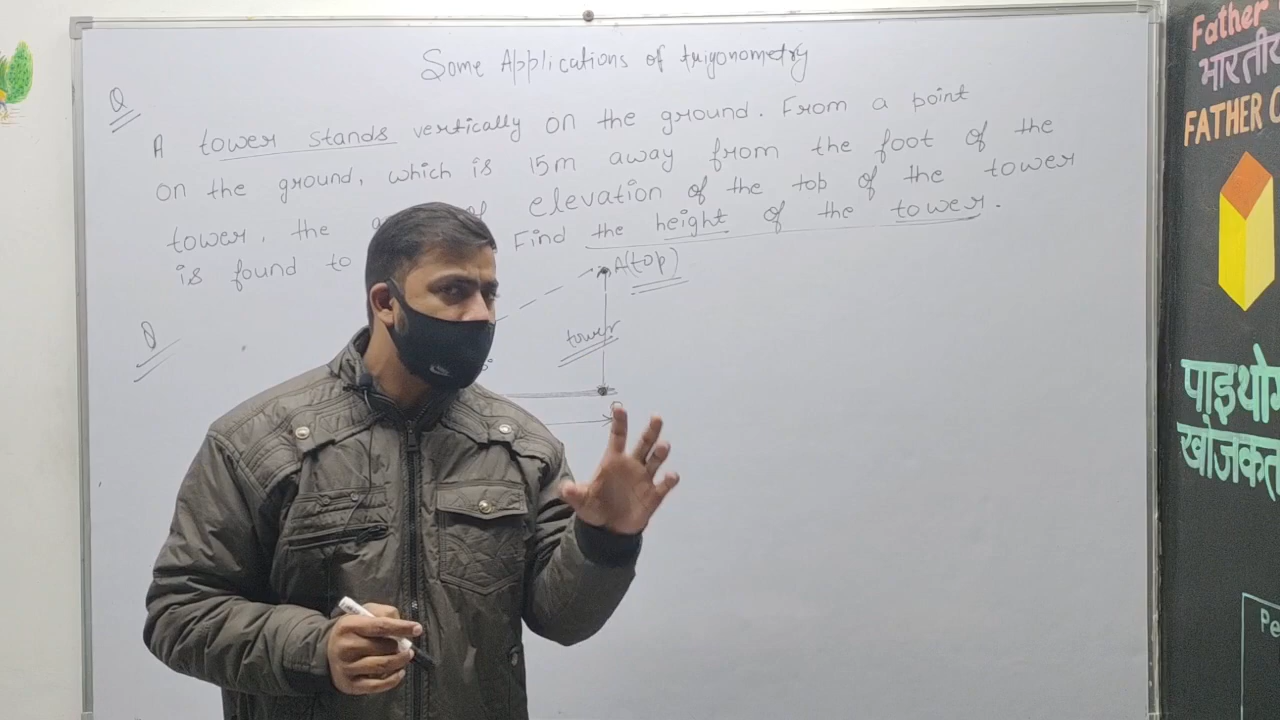 Some Applications of trigonometry
Q
A tower stands vertically on the ground. From a point
on the ground, which is 15m away from the foot of the
tower, the of elevation of the top of the tower
is found to Find the height of the tower.
A(top)
Q
tower
Father
भारतीय
FATHER
पाइथोग
खोजकर्ता
Pe